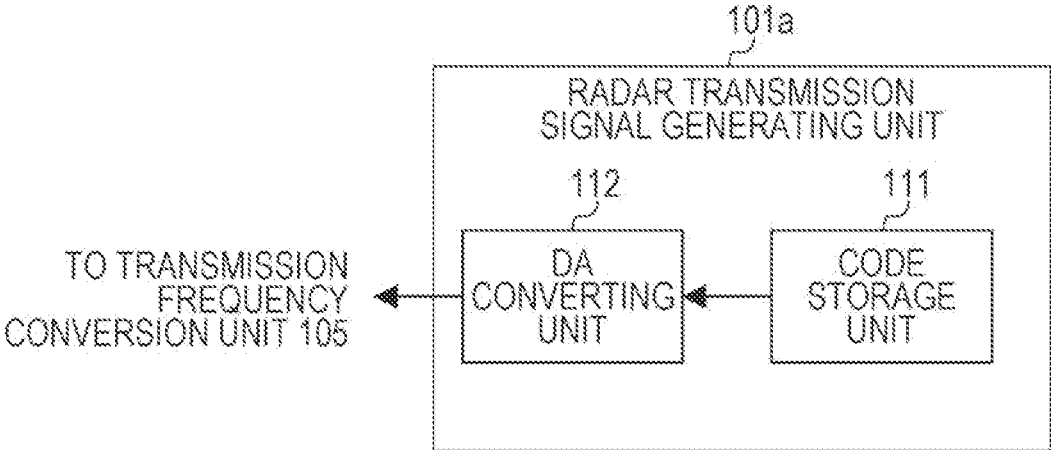 101a
RADAR TRANSMISSION
SIGNAL GENERATING UNIT
112
111
TO TRANSMISSION
FREQUENCY
CONVERSION UNIT 105
DA
CONVERTING
UNIT
CODE
STORAGE
UNIT